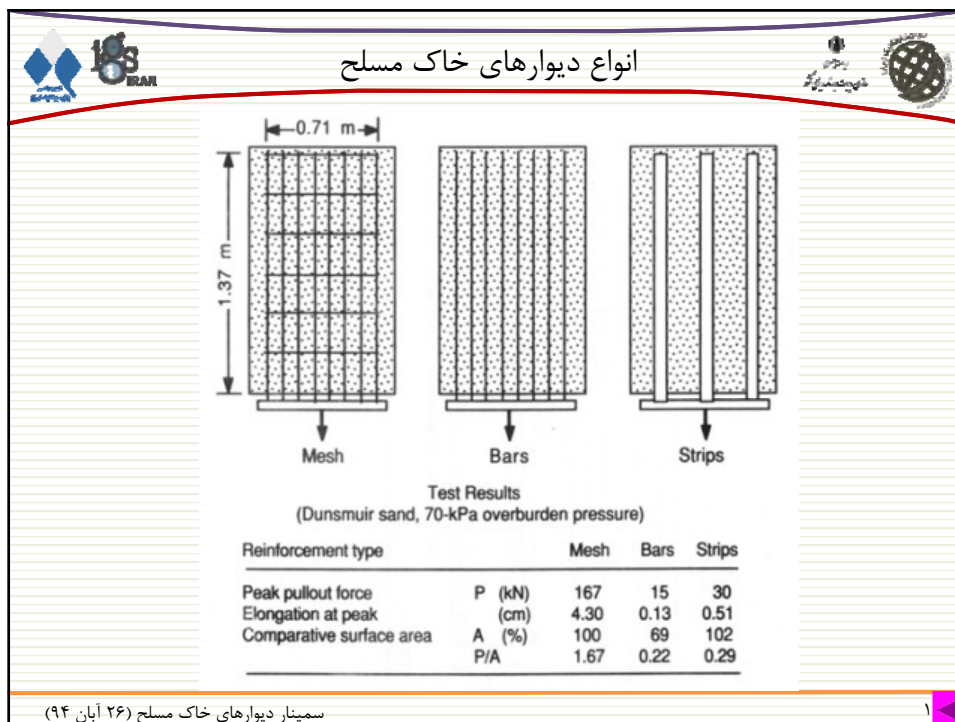 انواع دیوارهای خاک مسلح
IGS
IRAN
0.71 m
1.37 m
Mesh
Bars
Strips
Test Results
(Dunsmuir sand, 70-kPa overburden pressure)
Reinforcement type Mesh Bars Strips
Peak pullout force P (kN) 167 15 30
Elongation at peak (cm) 4.30 0.13 0.51
Comparative surface area A (%) 100 69 102
P/A 1.67 0.22 0.29
سمینار دیوارهای خاک مسلح (۲۶ آبان ۹۴)
۱